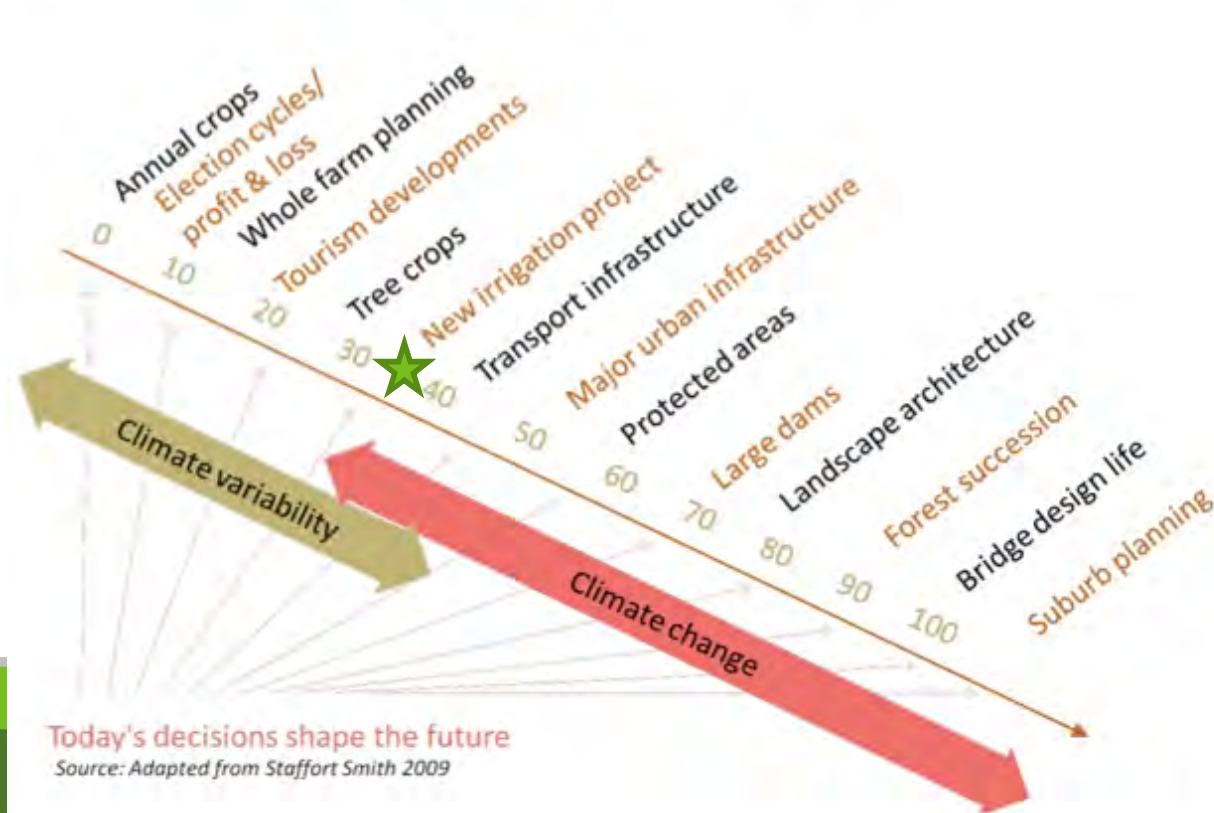 Annual crops
Election cycles/
profit & loss
Whole farm planning
Tourism developments
Tree crops
New irrigation project
Transport infrastructure
Major urban infrastructure
Protected areas
Large dams
Landscape architecture
Forest succession
Bridge design life
Suburb planning
0
10
20
30
40
50
60
70
80
90
100
Climate variability
Climate change
Today's decisions shape the future
Source: Adapted from Staffort Smith 2009